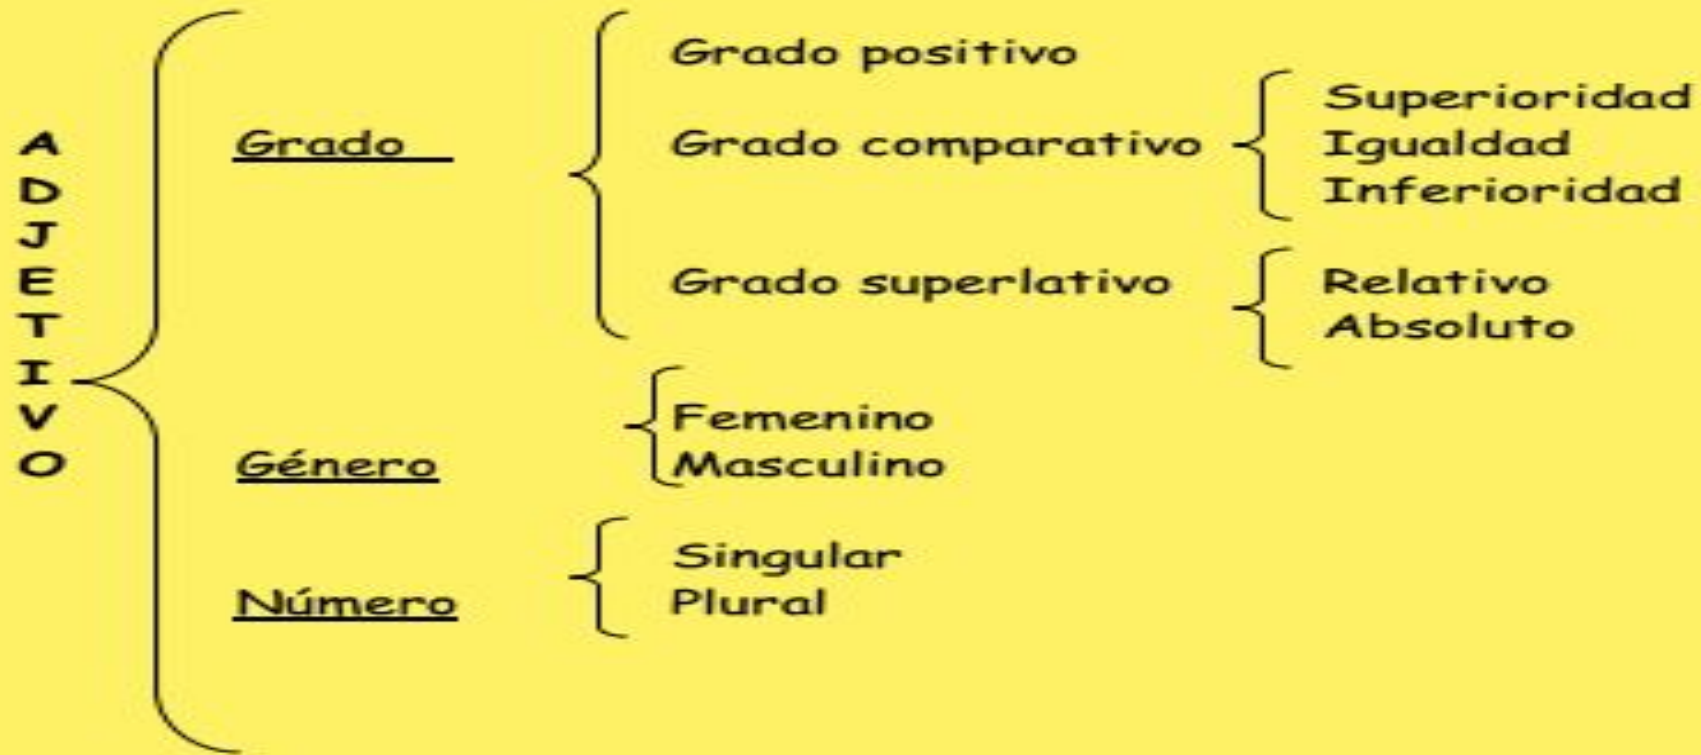 ADJETIVO
Grado
Grado positivo
Grado comparativo
Superioridad
Igualdad
Inferioridad
Grado superlativo
Relativo
Absoluto
Género
Femenino
Masculino
Número
Singular
Plural